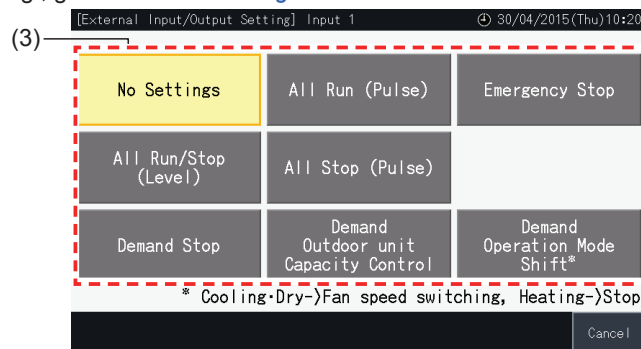 [External Input/Output Setting] Input 1 30/04/2015(Thu)10:20
(3)
No Settings
All Run (Pulse)
Emergency Stop
All Run/Stop
(Level)
All Stop (Pulse)
Demand Stop
Demand
Outdoor unit
Capacity Control
Demand
Operation Mode
Shift*
* Cooling·Dry->Fan speed switching, Heating->Stop
Cancel